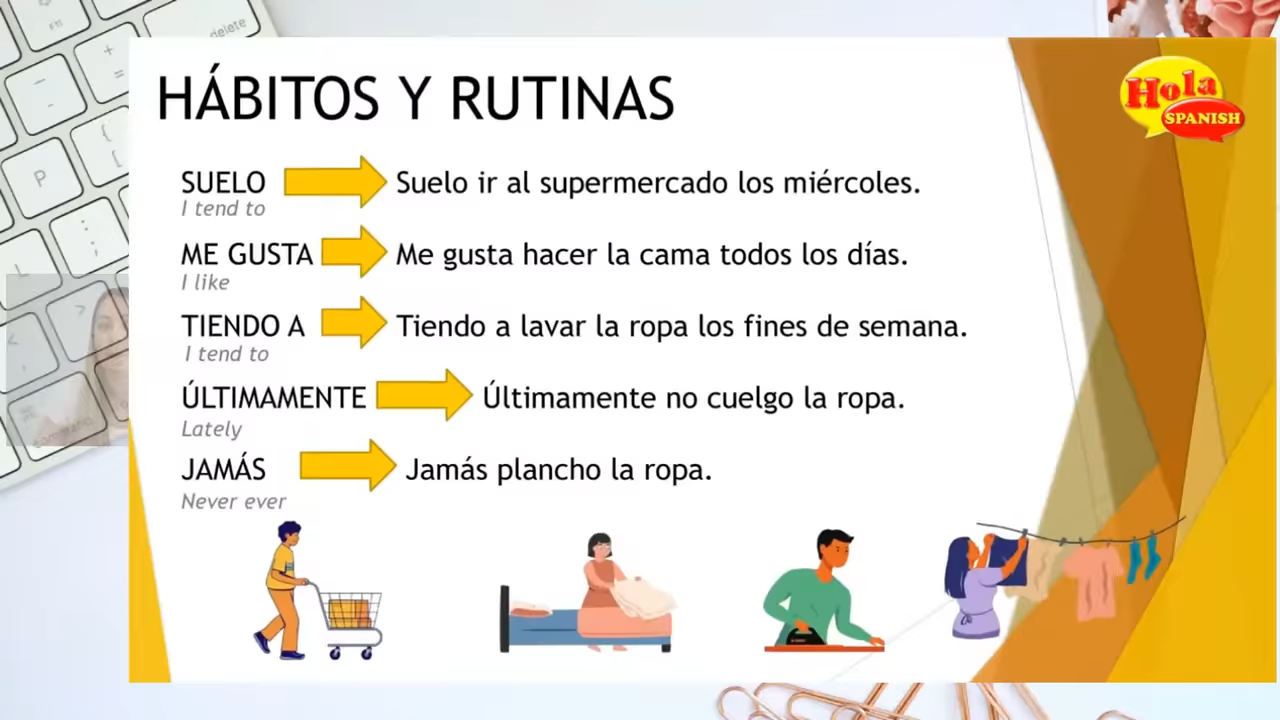 HÁBITOS Y RUTINAS
Hola
SPANISH
SUELO Suelo ir al supermercado los miércoles.
I tend to
ME GUSTA Me gusta hacer la cama todos los días.
I like
TIENDO A Tiendo a lavar la ropa los fines de semana.
I tend to
ÚLTIMAMENTE Últimamente no cuelgo la ropa.
Lately
JAMÁS Jamás plancho la ropa.
Never ever
delete
P
L